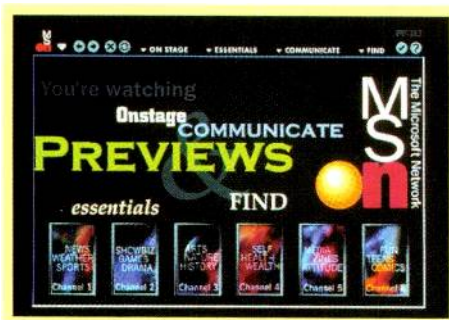 MS on
ON STAGE ESSENTIALS COMMUNICATE FIND ?
You're watching
Onstage
&
COMMUNICATE
PREVIEWS
essentials
FIND
MSn
The Microsoft Network
NEWS
WEATHER
SPORTS
Channel 1
SHOWBIZ
GAMES
DRAMA
Channel 2
ARTS
NATURE
HISTORY
Channel 3
SELF
HEALTH
WEALTH
Channel 4
MEDIA
ZINES
ATTITUDE
Channel 5
FUN
TEENS
COMICS
Channel 6